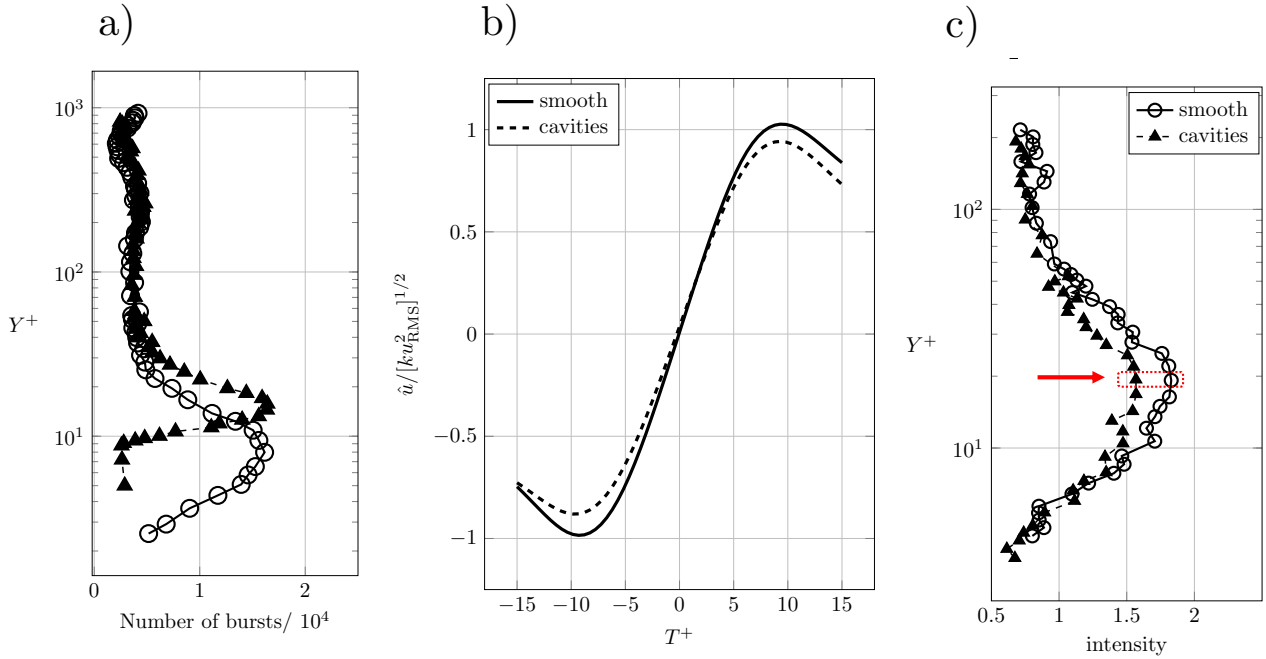 a)
10³
10²
10¹
Y⁺
0
1
2
Number of bursts/ 10⁴
b)
smooth
cavities
1
0.5
0
−0.5
−1
û/[ku²RMS]^1/2
−15
−10
−5
0
5
10
15
T⁺
c)
smooth
cavities
10²
10¹
Y⁺
0.5
1
1.5
2
intensity